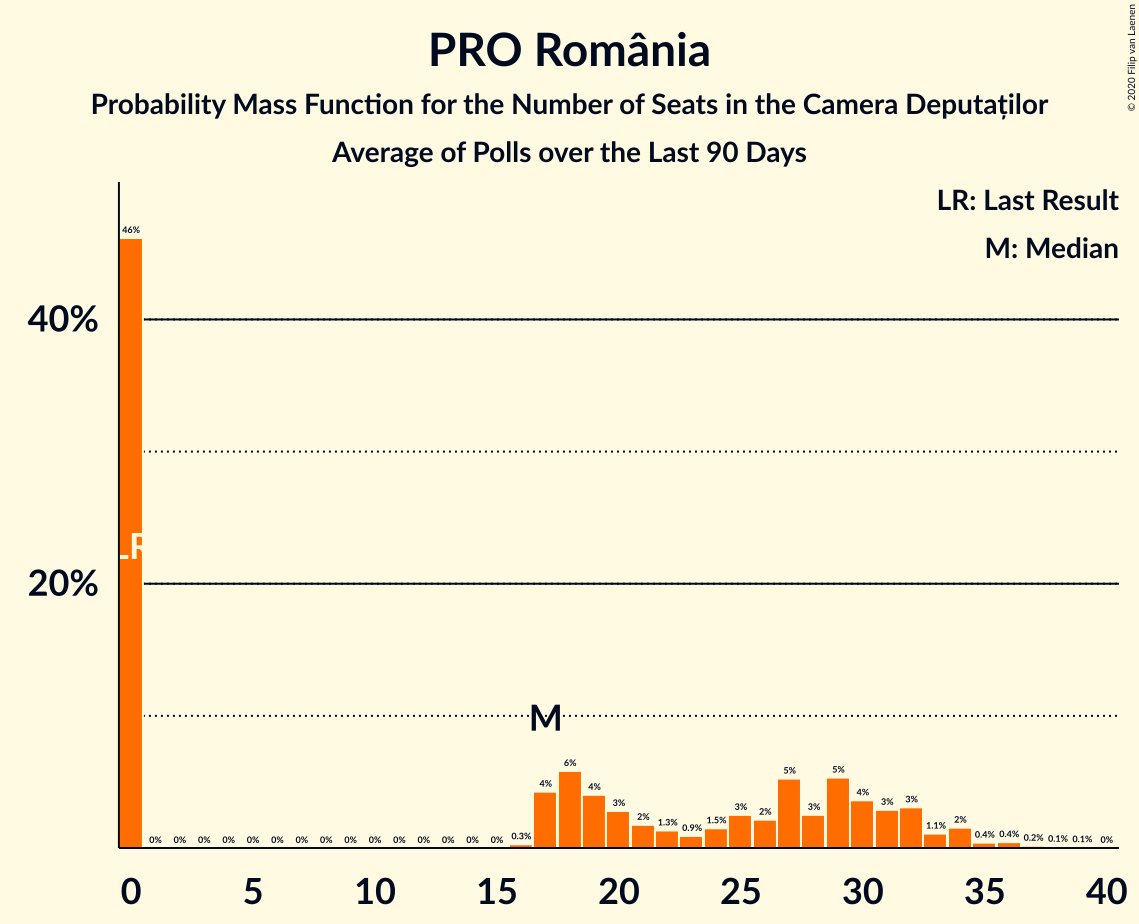 PRO România
Probability Mass Function for the Number of Seats in the Camera Deputaților
Average of Polls over the Last 90 Days
© 2020 Filip van Laenen
LR: Last Result
M: Median
46%
40%
LR
20%
M
0% 0% 0% 0% 0% 0% 0% 0% 0% 0% 0% 0% 0% 0% 0% 0.3% 4% 6% 4% 3% 2% 1.3% 0.9% 1.5% 3% 2% 5% 3% 5% 4% 3% 3% 1.1% 2% 0.4% 0.4% 0.2% 0.1% 0.1% 0%
0 5 10 15 20 25 30 35 40